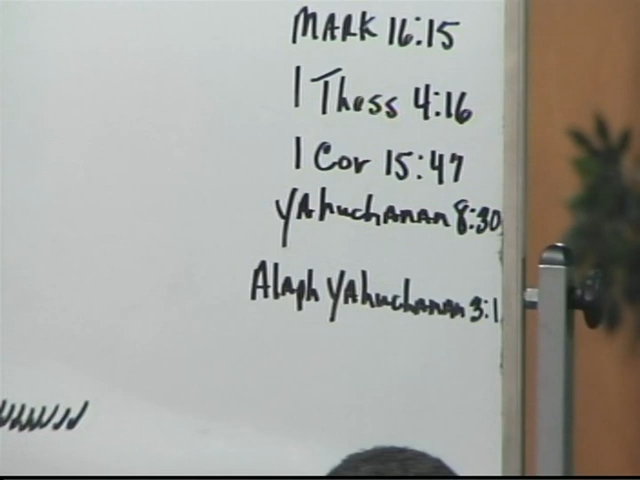 MARK 16:15
1 Thess 4:16
1 Cor 15:47
YAhuchANAN 8:30
Alaph YAhuchANAN 3:1